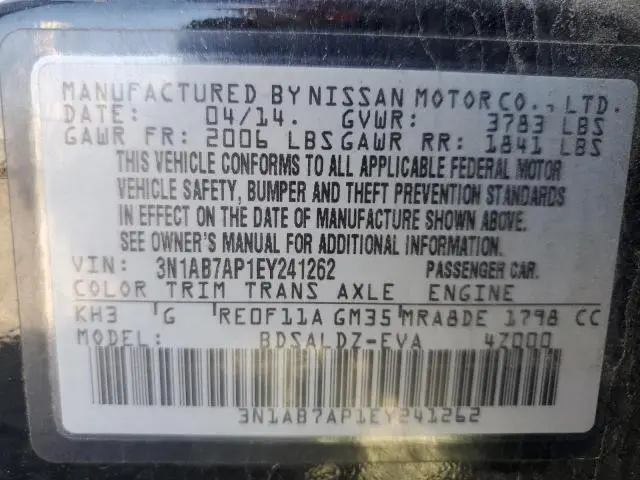 MANUFACTURED BY NISSAN MOTOR CO., LTD.
DATE: 04/14. GVWR: 3783 LBS
GAWR FR: 2006 LBS GAWR RR: 1841 LBS
THIS VEHICLE CONFORMS TO ALL APPLICABLE FEDERAL MOTOR
VEHICLE SAFETY, BUMPER AND THEFT PREVENTION STANDARDS
IN EFFECT ON THE DATE OF MANUFACTURE SHOWN ABOVE.
SEE OWNER'S MANUAL FOR ADDITIONAL INFORMATION.
VIN: 3N1AB7AP1EY241262 PASSENGER CAR.
COLOR TRIM TRANS AXLE ENGINE
KH3 G RE0F11A GM35 MRA8DE 1798 CC
MODEL: BDSALDZ-EVA 4Z000
3N1AB7AP1EY241262